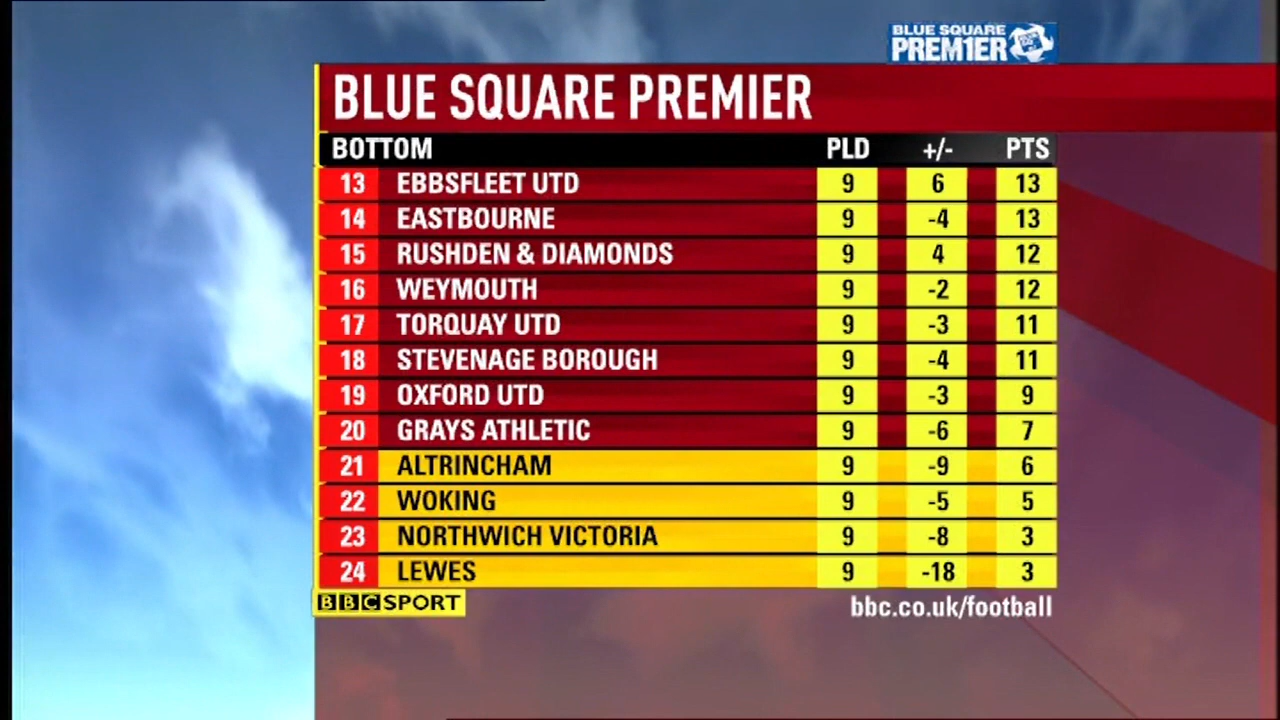 BLUE SQUARE
PREM1ER
BLUE SQUARE PREMIER
BOTTOM PLD +/- PTS
13 EBBSFLEET UTD 9 6 13
14 EASTBOURNE 9 -4 13
15 RUSHDEN & DIAMONDS 9 4 12
16 WEYMOUTH 9 -2 12
17 TORQUAY UTD 9 -3 11
18 STEVENAGE BOROUGH 9 -4 11
19 OXFORD UTD 9 -3 9
20 GRAYS ATHLETIC 9 -6 7
21 ALTRINCHAM 9 -9 6
22 WOKING 9 -5 5
23 NORTHWICH VICTORIA 9 -8 3
24 LEWES 9 -18 3
BBC SPORT bbc.co.uk/football